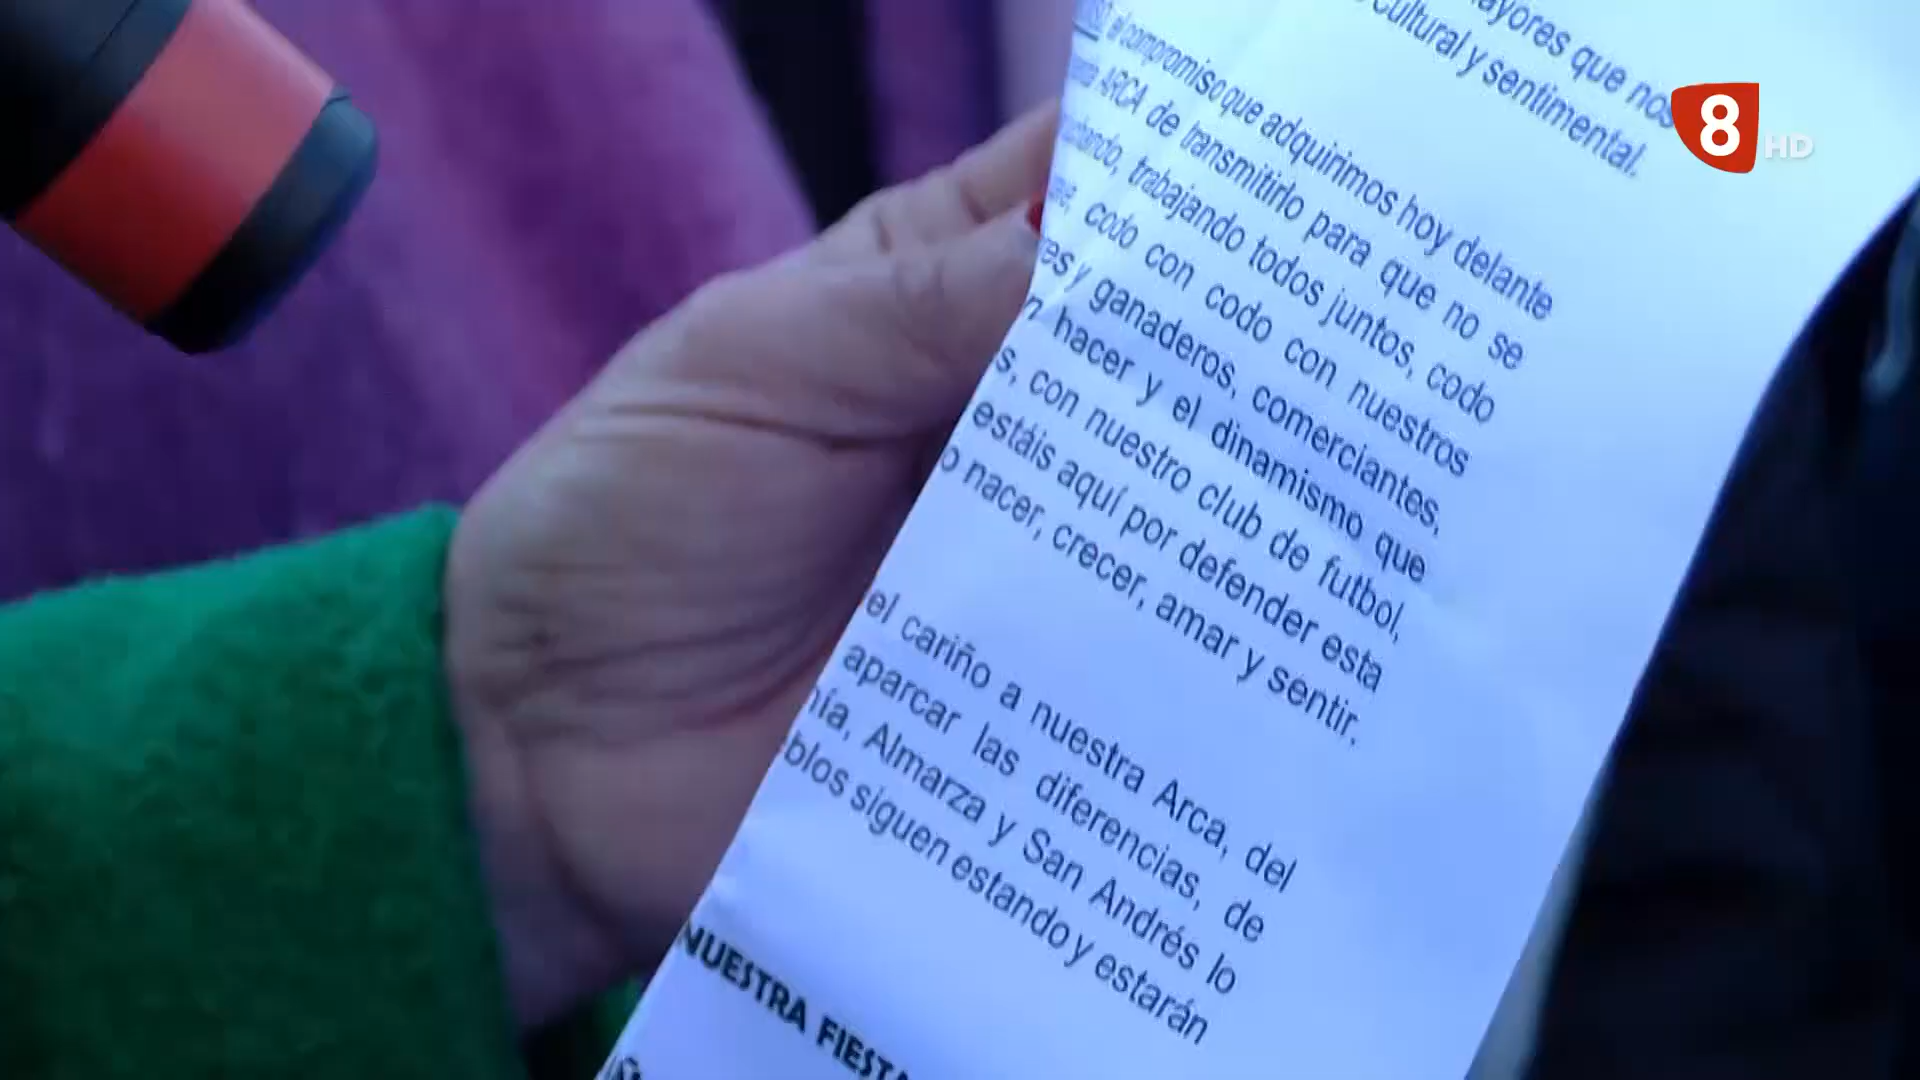 mayores que nos
cultural y sentimental.
el compromiso que adquirimos hoy delante
ARCA de transmitirlo para que no se
trabajando todos juntos, codo
codo con codo con nuestros
y ganaderos, comerciantes,
hacer y el dinamismo que
s, con nuestro club de futbol,
estáis aquí por defender esta
o nacer, crecer, amar y sentir.
el cariño a nuestra Arca, del
aparcar las diferencias, de
nía, Almarza y San Andrés lo
blos siguen estando y estarán
NUESTRA FIESTA
8 HD